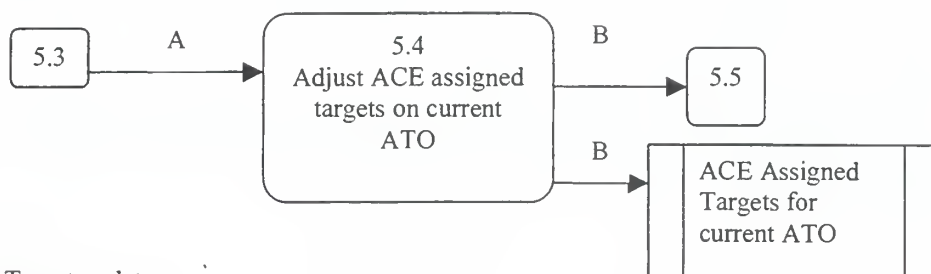 5.3
A
5.4
Adjust ACE assigned
targets on current
ATO
B
5.5
B
ACE Assigned
Targets for
current ATO